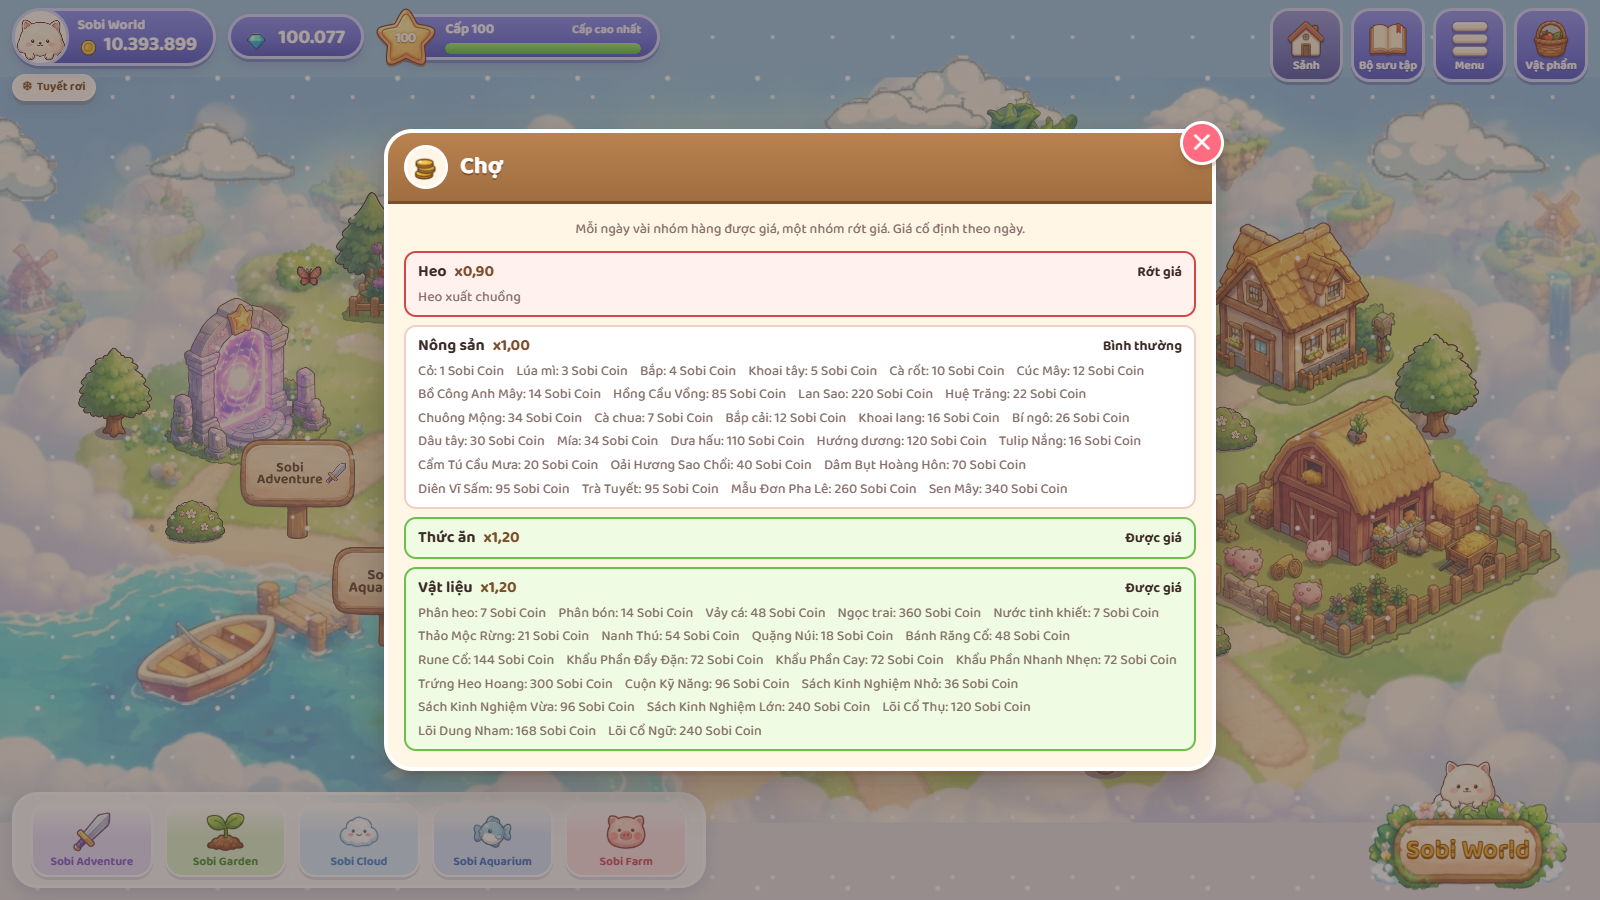 Sobi World
10.393.899
100.077
100
Cấp 100
Cấp cao nhất
Sảnh
Bộ sưu tập
Menu
Vật phẩm
Tuyết rơi
Chợ
Mỗi ngày vài nhóm hàng được giá, một nhóm rớt giá. Giá cố định theo ngày.
Heo x0,90 Rớt giá
Heo xuất chuồng
Nông sản x1,00 Bình thường
Cỏ: 1 Sobi Coin Lúa mì: 3 Sobi Coin Bắp: 4 Sobi Coin Khoai tây: 5 Sobi Coin Cà rốt: 10 Sobi Coin Cúc Mây: 12 Sobi Coin
Bồ Công Anh Mây: 14 Sobi Coin Hồng Cầu Vồng: 85 Sobi Coin Lan Sao: 220 Sobi Coin Huệ Trăng: 22 Sobi Coin
Chuông Mộng: 34 Sobi Coin Cà chua: 7 Sobi Coin Bắp cải: 12 Sobi Coin Khoai lang: 16 Sobi Coin Bí ngô: 26 Sobi Coin
Dâu tây: 30 Sobi Coin Mía: 34 Sobi Coin Dưa hấu: 110 Sobi Coin Hướng dương: 120 Sobi Coin Tulip Nắng: 16 Sobi Coin
Cẩm Tú Cầu Mưa: 20 Sobi Coin Oải Hương Sao Chổi: 40 Sobi Coin Dâm Bụt Hoàng Hôn: 70 Sobi Coin
Diên Vĩ Sấm: 95 Sobi Coin Trà Tuyết: 95 Sobi Coin Mẫu Đơn Pha Lê: 260 Sobi Coin Sen Mây: 340 Sobi Coin
Thức ăn x1,20 Được giá
Vật liệu x1,20 Được giá
Phân heo: 7 Sobi Coin Phân bón: 14 Sobi Coin Vảy cá: 48 Sobi Coin Ngọc trai: 360 Sobi Coin Nước tinh khiết: 7 Sobi Coin
Thảo Mộc Rừng: 21 Sobi Coin Nanh Thú: 54 Sobi Coin Quặng Núi: 18 Sobi Coin Bánh Răng Cổ: 48 Sobi Coin
Rune Cổ: 144 Sobi Coin Khẩu Phần Đầy Đặn: 72 Sobi Coin Khẩu Phần Cay: 72 Sobi Coin Khẩu Phần Nhanh Nhẹn: 72 Sobi Coin
Trứng Heo Hoang: 300 Sobi Coin Cuộn Kỹ Năng: 96 Sobi Coin Sách Kinh Nghiệm Nhỏ: 36 Sobi Coin
Sách Kinh Nghiệm Vừa: 96 Sobi Coin Sách Kinh Nghiệm Lớn: 240 Sobi Coin Lõi Cổ Thụ: 120 Sobi Coin
Lõi Dung Nham: 168 Sobi Coin Lõi Cổ Ngữ: 240 Sobi Coin
Sobi
Adventure
So
Aqua
Sobi Adventure
Sobi Garden
Sobi Cloud
Sobi Aquarium
Sobi Farm
Sobi World